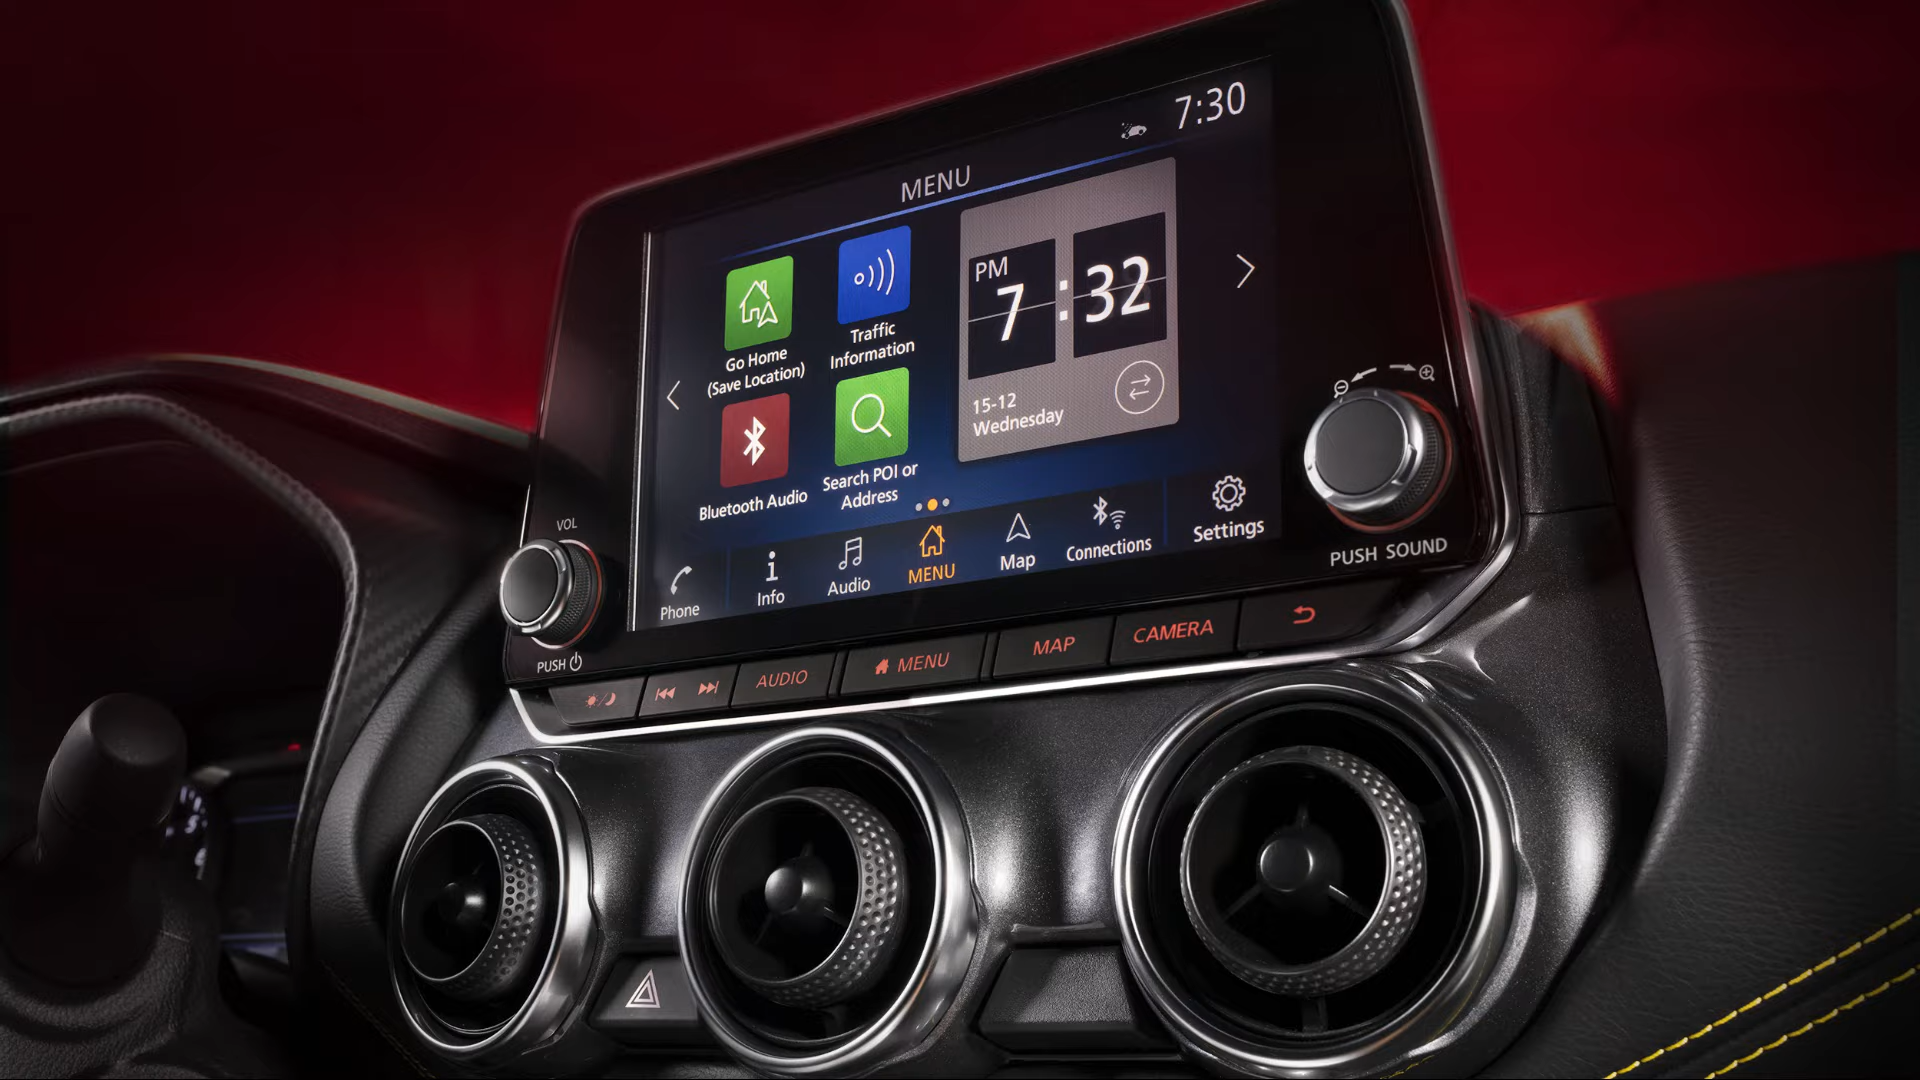 7:30
MENU
PM
7:32
15-12
Wednesday
Go Home
(Save Location)
Traffic
Information
Bluetooth Audio
Search POI or
Address
Phone
Info
Audio
MENU
Map
Connections
Settings
VOL
PUSH
PUSH SOUND
AUDIO
MENU
MAP
CAMERA